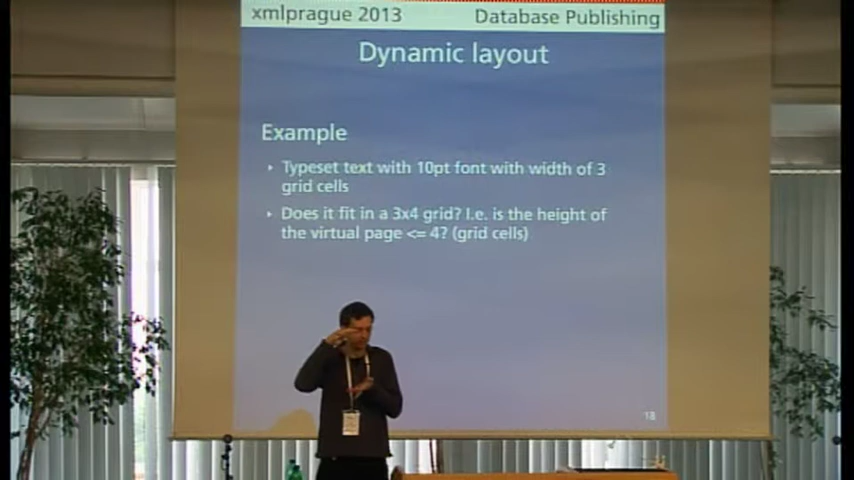 xmlprague 2013 Database Publishing
Dynamic layout
Example
‣ Typeset text with 10pt font with width of 3
grid cells
‣ Does it fit in a 3x4 grid? I.e. is the height of
the virtual page <= 4? (grid cells)
18